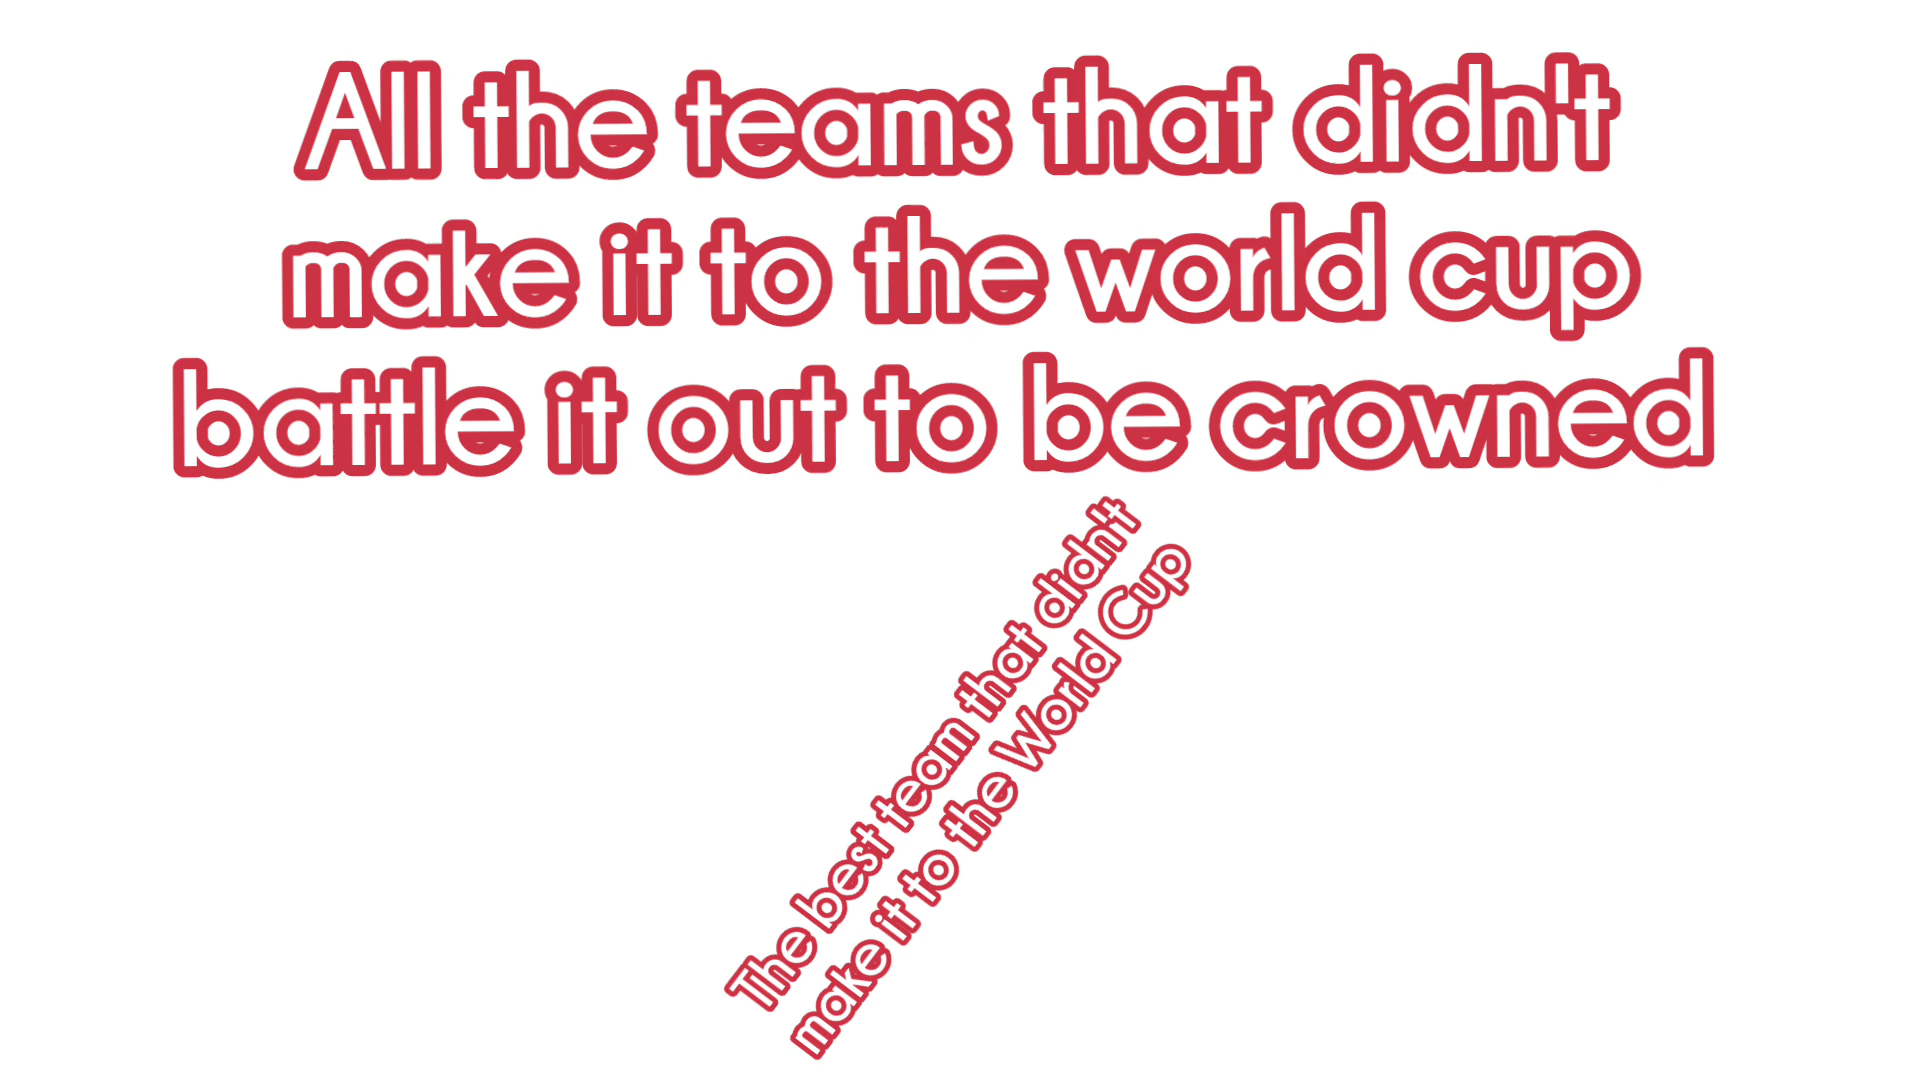 All the teams that didn't
make it to the world cup
battle it out to be crowned
The best team that didn't
make it to the World Cup